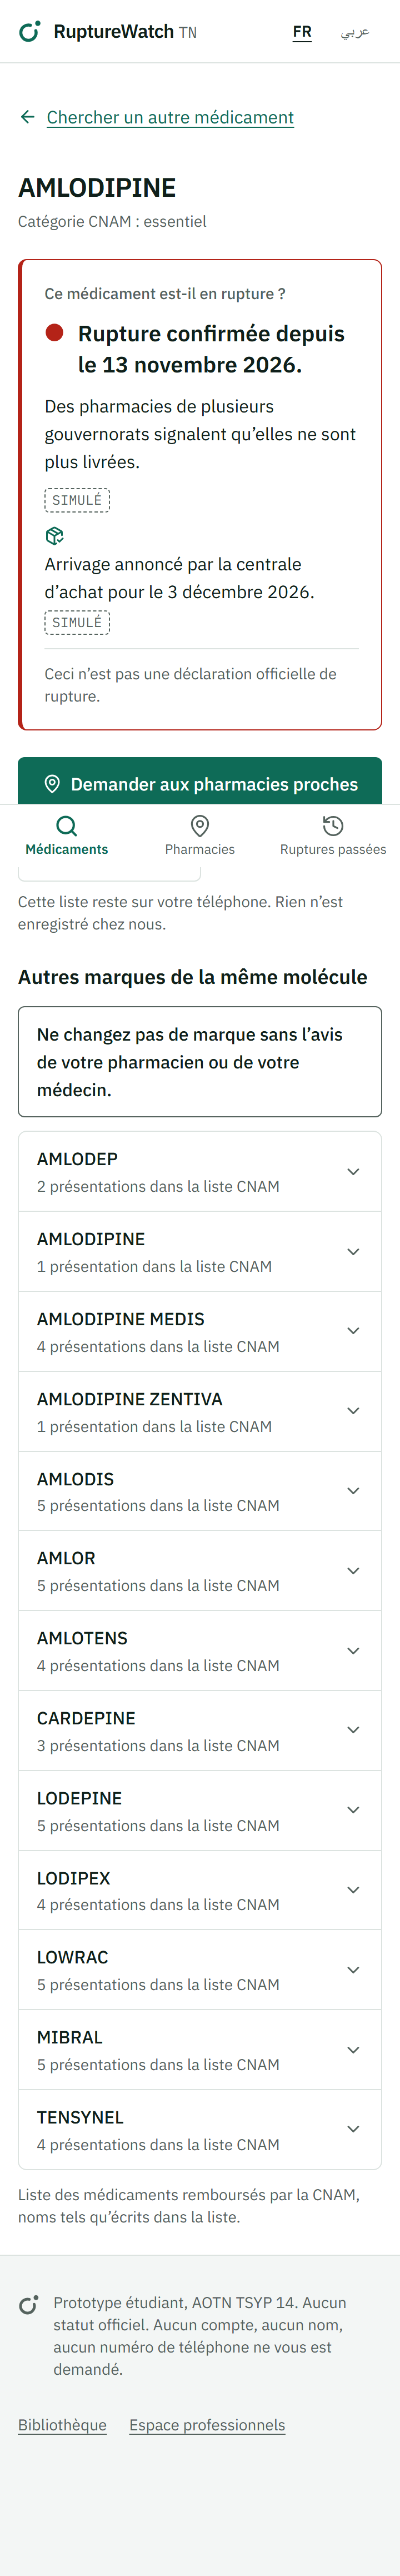 RuptureWatch TN
FR
عربي
Chercher un autre médicament
AMLODIPINE
Catégorie CNAM : essentiel
Ce médicament est-il en rupture ?
Rupture confirmée depuis
le 13 novembre 2026.
Des pharmacies de plusieurs
gouvernorats signalent qu’elles ne sont
plus livrées.
SIMULÉ
Arrivage annoncé par la centrale
d’achat pour le 3 décembre 2026.
SIMULÉ
Ceci n’est pas une déclaration officielle de
rupture.
Demander aux pharmacies proches
Médicaments
Pharmacies
Ruptures passées
Cette liste reste sur votre téléphone. Rien n’est
enregistré chez nous.
Autres marques de la même molécule
Ne changez pas de marque sans l’avis
de votre pharmacien ou de votre
médecin.
AMLODEP
2 présentations dans la liste CNAM
AMLODIPINE
1 présentation dans la liste CNAM
AMLODIPINE MEDIS
4 présentations dans la liste CNAM
AMLODIPINE ZENTIVA
1 présentation dans la liste CNAM
AMLODIS
5 présentations dans la liste CNAM
AMLOR
5 présentations dans la liste CNAM
AMLOTENS
4 présentations dans la liste CNAM
CARDEPINE
3 présentations dans la liste CNAM
LODEPINE
5 présentations dans la liste CNAM
LODIPEX
4 présentations dans la liste CNAM
LOWRAC
5 présentations dans la liste CNAM
MIBRAL
5 présentations dans la liste CNAM
TENSYNEL
4 présentations dans la liste CNAM
Liste des médicaments remboursés par la CNAM,
noms tels qu’écrits dans la liste.
Prototype étudiant, AOTN TSYP 14. Aucun
statut officiel. Aucun compte, aucun nom,
aucun numéro de téléphone ne vous est
demandé.
Bibliothèque
Espace professionnels